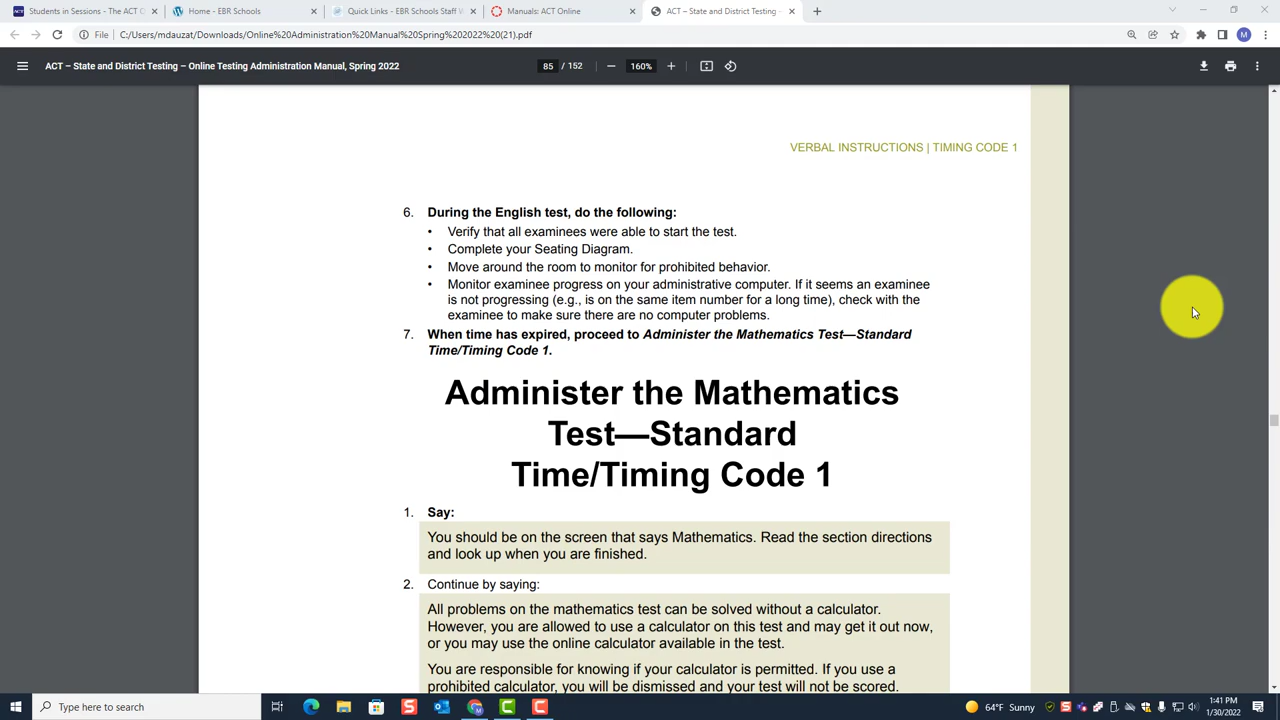 Students in Sessions - The ACT
Home - EBR Schools
Quick Links - EBR Schools Staff
Manuals: ACT Online
ACT – State and District Testing –
File
C:/Users/mdauzat/Downloads/Online%20Administration%20Manual%20Spring%202022%20(21).pdf
M
ACT – State and District Testing – Online Testing Administration Manual, Spring 2022
85 / 152
160%
VERBAL INSTRUCTIONS | TIMING CODE 1
6. During the English test, do the following:
• Verify that all examinees were able to start the test.
• Complete your Seating Diagram.
• Move around the room to monitor for prohibited behavior.
• Monitor examinee progress on your administrative computer. If it seems an examinee
is not progressing (e.g., is on the same item number for a long time), check with the
examinee to make sure there are no computer problems.
7. When time has expired, proceed to Administer the Mathematics Test—Standard
Time/Timing Code 1.
Administer the Mathematics
Test—Standard
Time/Timing Code 1
1. Say:
You should be on the screen that says Mathematics. Read the section directions
and look up when you are finished.
2. Continue by saying:
All problems on the mathematics test can be solved without a calculator.
However, you are allowed to use a calculator on this test and may get it out now,
or you may use the online calculator available in the test.
You are responsible for knowing if your calculator is permitted. If you use a
prohibited calculator, you will be dismissed and your test will not be scored.
Type here to search
64°F Sunny
1:41 PM
1/30/2022